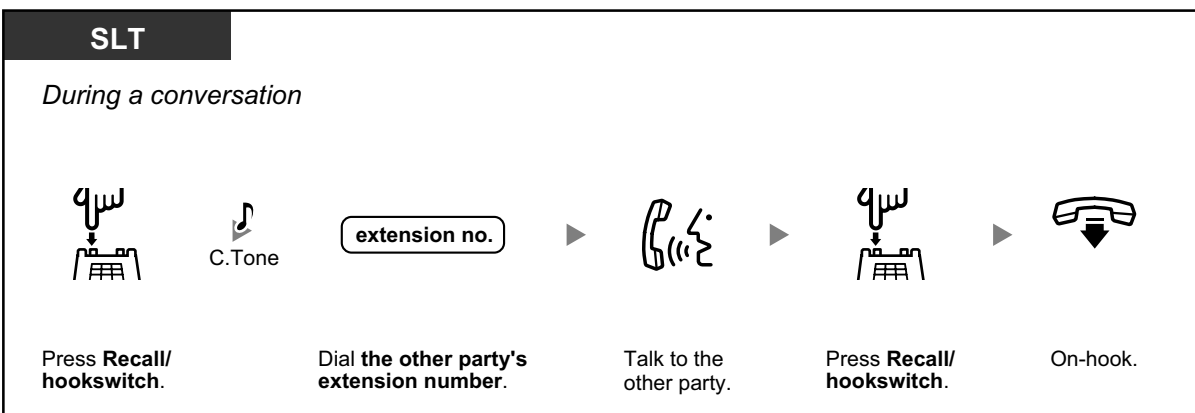 SLT
During a conversation
C.Tone
extension no.
Press Recall/
hookswitch.
Dial the other party's
extension number.
Talk to the
other party.
Press Recall/
hookswitch.
On-hook.